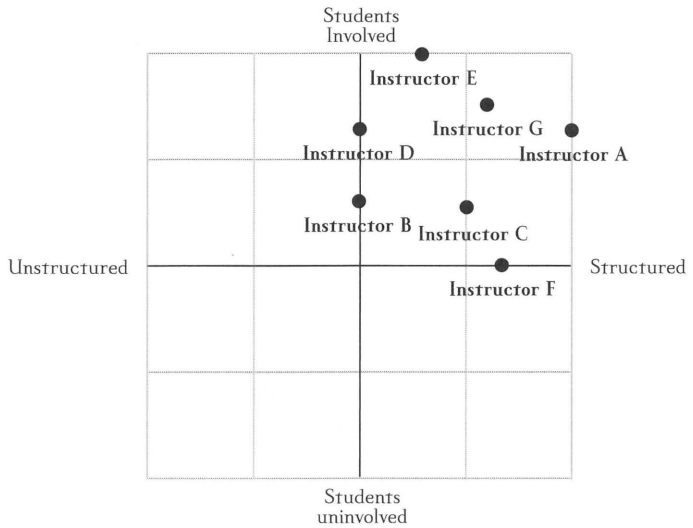 Students
Involved
Instructor E
Instructor G
Instructor D
Instructor A
Instructor B
Instructor C
Unstructured
Structured
Instructor F
Students
uninvolved